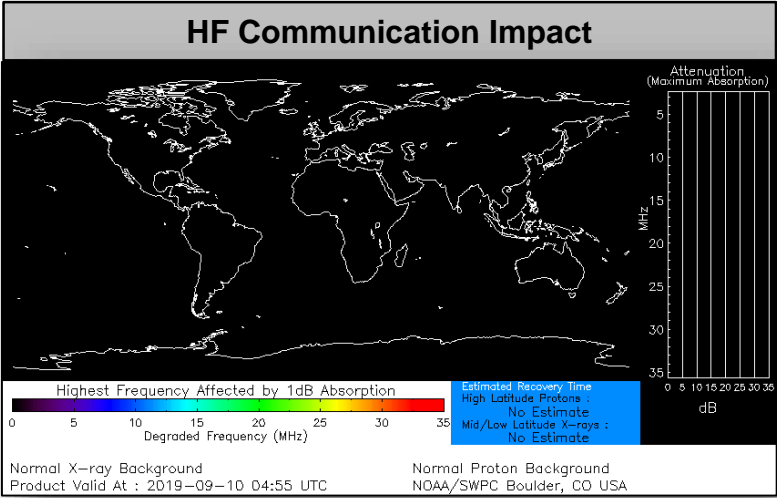 HF Communication Impact
Attenuation
(Maximum Absorption)
5
10
15
MHz
20
25
30
35
0 5 10 15 20 25 30 35
dB
Highest Frequency Affected by 1dB Absorption
0 5 10 15 20 25 30 35
Degraded Frequency (MHz)
Estimated Recovery Time
High Latitude Protons :
No Estimate
Mid/Low Latitude X-rays :
No Estimate
Normal X-ray Background
Normal Proton Background
Product Valid At : 2019-09-10 04:55 UTC
NOAA/SWPC Boulder, CO USA